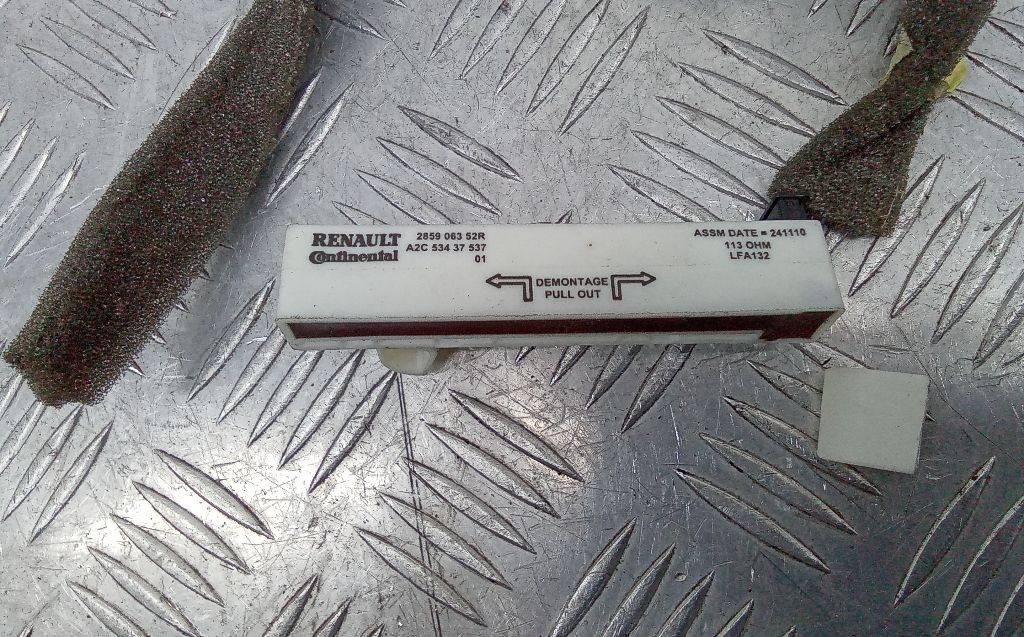 RENAULT 2859 063 52R
Continental A2C 534 37 537
01
DEMONTAGE
PULL OUT
ASSM DATE = 241110
113 OHM
LFA132